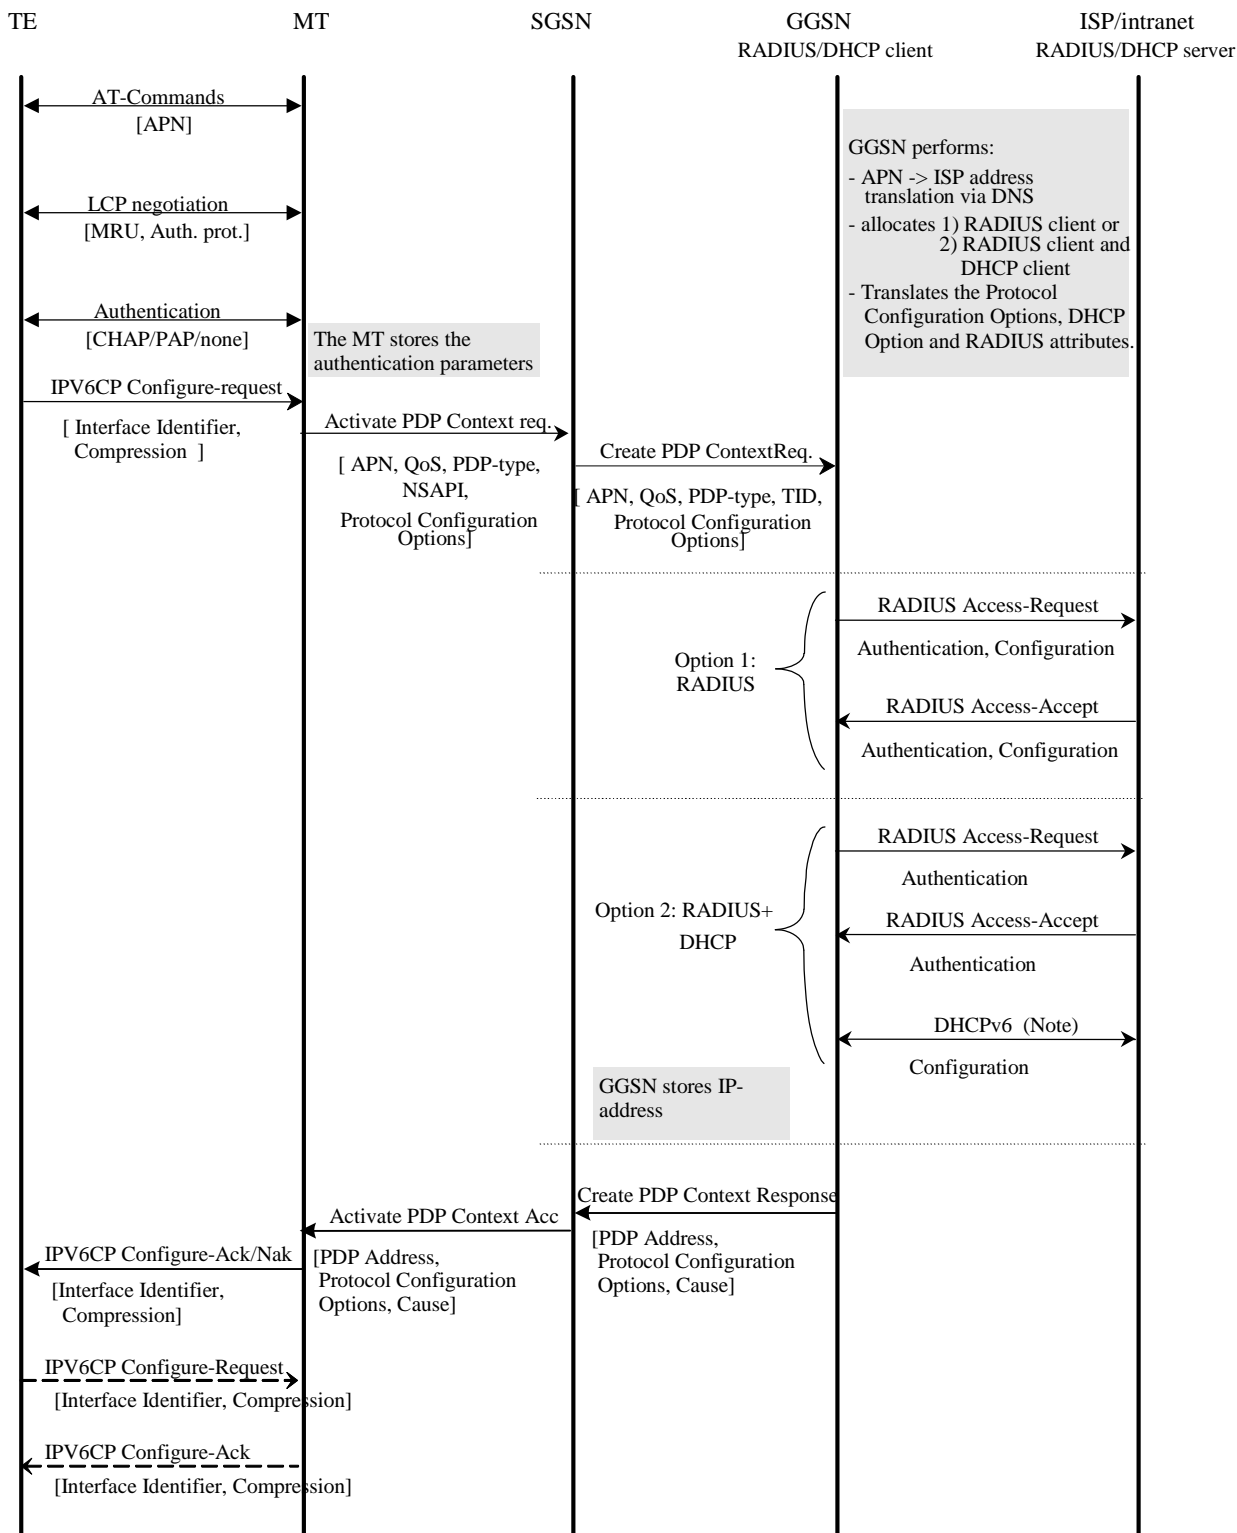 TE
MT
SGSN
GGSN
ISP/intranet
RADIUS/DHCP client
RADIUS/DHCP server
AT-Commands
[APN]
LCP negotiation
[MRU, Auth. prot.]
Authentication
[CHAP/PAP/none]
GGSN performs:
- APN -> ISP address
translation via DNS
- allocates 1) RADIUS client or
2) RADIUS client and
DHCP client
- Translates the Protocol
Configuration Options, DHCP
Option and RADIUS attributes.
The MT stores the
authentication parameters
IPV6CP Configure-request
[ Interface Identifier,
Compression ]
Activate PDP Context req.
[ APN, QoS, PDP-type,
NSAPI,
Protocol Configuration
Options]
Create PDP ContextReq.
[ APN, QoS, PDP-type, TID,
Protocol Configuration
Options]
RADIUS Access-Request
Authentication, Configuration
Option 1:
RADIUS
RADIUS Access-Accept
Authentication, Configuration
RADIUS Access-Request
Authentication
Option 2: RADIUS+
DHCP
RADIUS Access-Accept
Authentication
DHCPv6 (Note)
Configuration
GGSN stores IP-
address
Create PDP Context Response
[PDP Address,
Protocol Configuration
Options, Cause]
Activate PDP Context Acc
[PDP Address,
Protocol Configuration
Options, Cause]
IPV6CP Configure-Ack/Nak
[Interface Identifier,
Compression]
IPV6CP Configure-Request
[Interface Identifier, Compression]
IPV6CP Configure-Ack
[Interface Identifier, Compression]